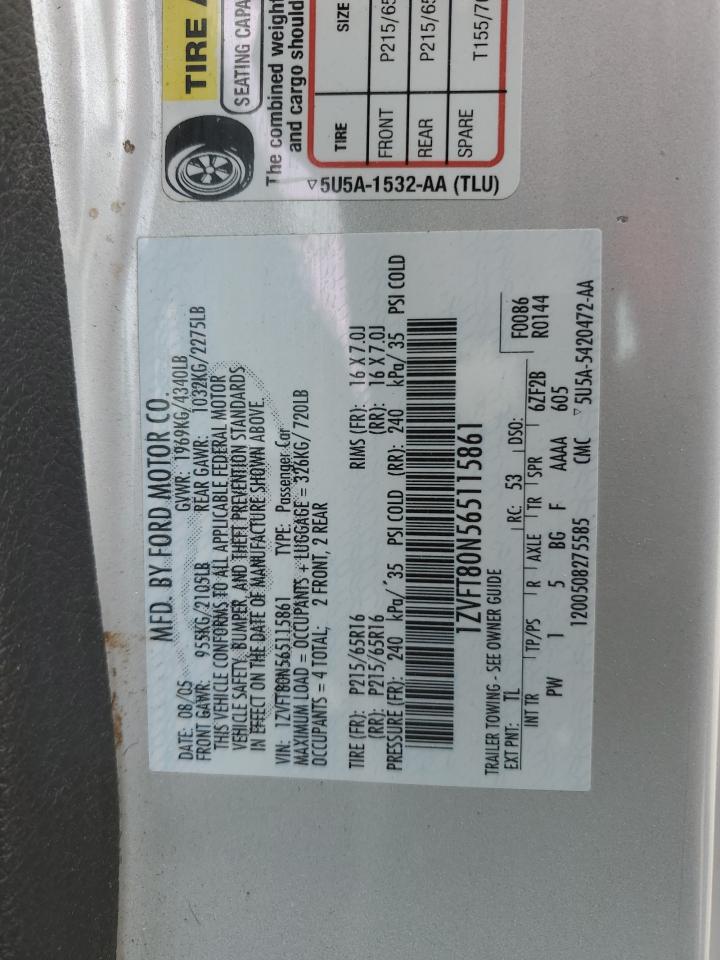 MFD. BY FORD MOTOR CO.
DATE: 08/05 GVWR: 1969KG/4340LB
FRONT GAWR: 955KG/2105LB REAR GAWR: 1032KG/2275LB
THIS VEHICLE CONFORMS TO ALL APPLICABLE FEDERAL MOTOR
VEHICLE SAFETY, BUMPER, AND THEFT PREVENTION STANDARDS
IN EFFECT ON THE DATE OF MANUFACTURE SHOWN ABOVE.
VIN: 1ZVFT80N565115861 TYPE: Passenger Car
MAXIMUM LOAD = OCCUPANTS + LUGGAGE = 326KG/720LB
OCCUPANTS = 4 TOTAL: 2 FRONT, 2 REAR
TIRE (FR): P215/65R16 RIMS (FR): 16 X 7.0J
(RR): P215/65R16 (RR): 16 X 7.0J
PRESSURE (FR): 240 kPa/ 35 PSI COLD (RR): 240 kPa/ 35 PSI COLD
1ZVFT80N565115861
TRAILER TOWING - SEE OWNER GUIDE
EXT PNT: TL RC: 53 DSO: F0086
R0144
INT TR TP/PS R AXLE TR SPR 6ZF2B
PW 1 5 BG F AAAA 605
1200508275585 CMC ▽5U5A-5420472-AA
TIRE
SEATING
The combined weight
and cargo should
TIRE SIZE
FRONT P215/65
REAR P215/65
SPARE T155/70
▽5U5A-1532-AA (TLU)